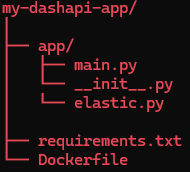 my-dashapi-app/
│
├── app/
│   ├── main.py
│   ├── __init__.py
│   └── elastic.py
│
├── requirements.txt
└── Dockerfile